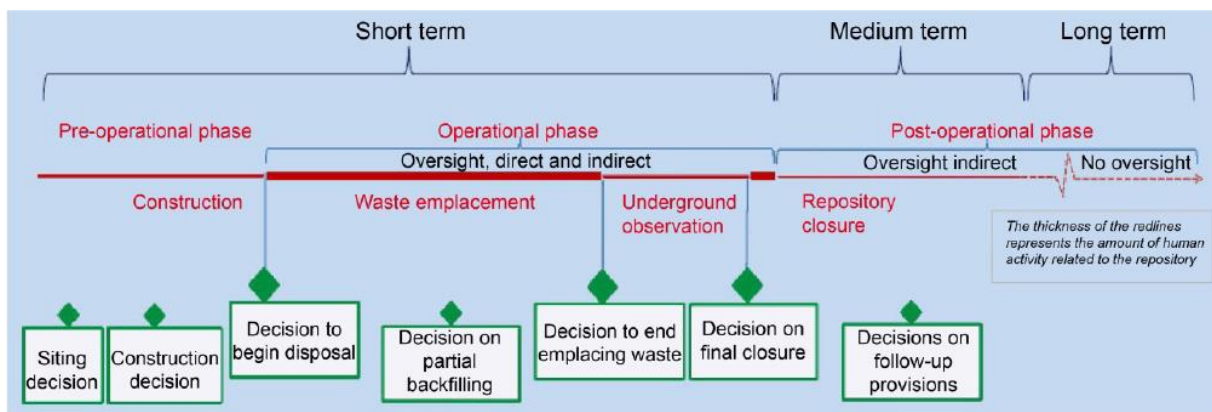 Short term
Medium term
Long term
Pre-operational phase
Operational phase
Post-operational phase
Oversight, direct and indirect
Oversight indirect
No oversight
Construction
Waste emplacement
Underground
observation
Repository
closure
The thickness of the redlines
represents the amount of human
activity related to the repository
Siting
decision
Construction
decision
Decision to
begin disposal
Decision on
partial
backfilling
Decision to end
emplacing waste
Decision on
final closure
Decisions on
follow-up
provisions